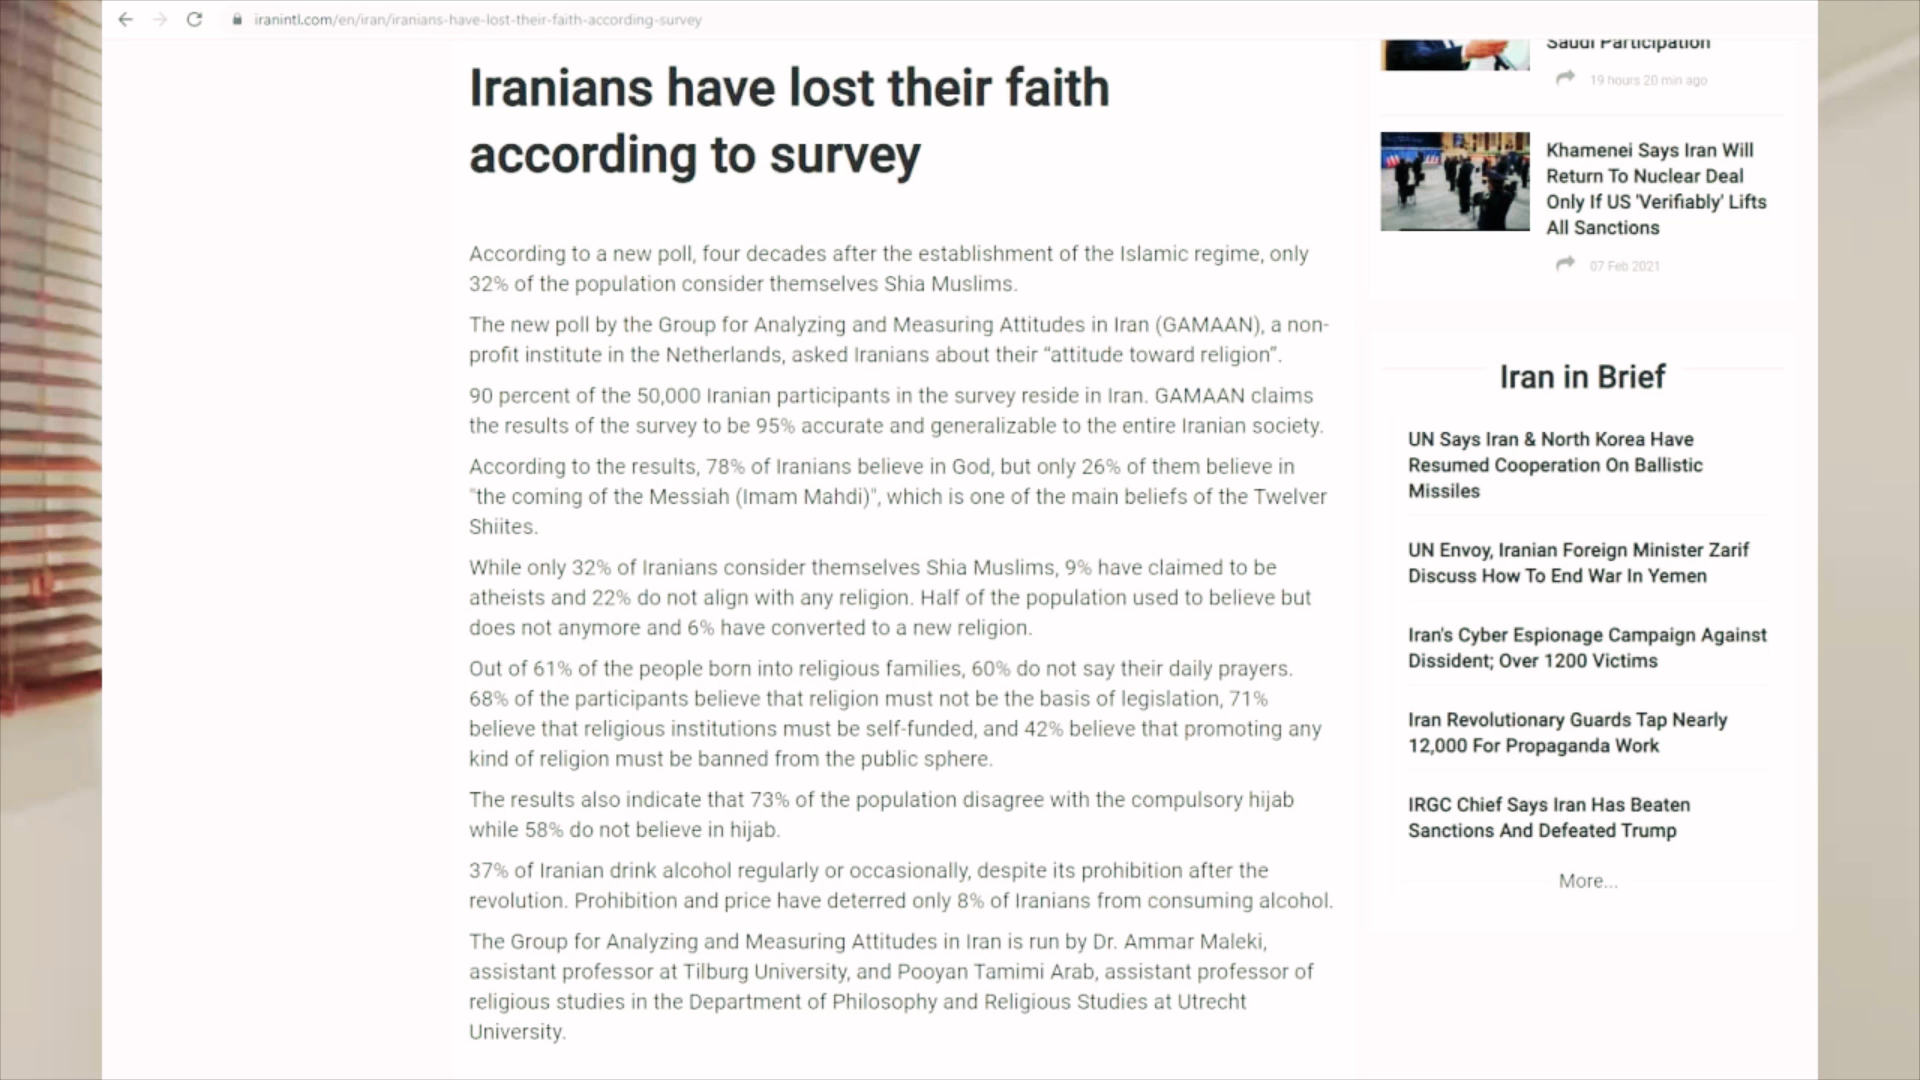 iranintl.com/en/iran/iranians-have-lost-their-faith-according-survey
Iranians have lost their faith
according to survey
According to a new poll, four decades after the establishment of the Islamic regime, only
32% of the population consider themselves Shia Muslims.
The new poll by the Group for Analyzing and Measuring Attitudes in Iran (GAMAAN), a non-
profit institute in the Netherlands, asked Iranians about their “attitude toward religion”.
90 percent of the 50,000 Iranian participants in the survey reside in Iran. GAMAAN claims
the results of the survey to be 95% accurate and generalizable to the entire Iranian society.
According to the results, 78% of Iranians believe in God, but only 26% of them believe in
"the coming of the Messiah (Imam Mahdi)", which is one of the main beliefs of the Twelver
Shiites.
While only 32% of Iranians consider themselves Shia Muslims, 9% have claimed to be
atheists and 22% do not align with any religion. Half of the population used to believe but
does not anymore and 6% have converted to a new religion.
Out of 61% of the people born into religious families, 60% do not say their daily prayers.
68% of the participants believe that religion must not be the basis of legislation, 71%
believe that religious institutions must be self-funded, and 42% believe that promoting any
kind of religion must be banned from the public sphere.
The results also indicate that 73% of the population disagree with the compulsory hijab
while 58% do not believe in hijab.
37% of Iranian drink alcohol regularly or occasionally, despite its prohibition after the
revolution. Prohibition and price have deterred only 8% of Iranians from consuming alcohol.
The Group for Analyzing and Measuring Attitudes in Iran is run by Dr. Ammar Maleki,
assistant professor at Tilburg University, and Pooyan Tamimi Arab, assistant professor of
religious studies in the Department of Philosophy and Religious Studies at Utrecht
University.
Saudi Participation
19 hours 20 min ago
Khamenei Says Iran Will
Return To Nuclear Deal
Only If US 'Verifiably' Lifts
All Sanctions
07 Feb 2021
Iran in Brief
UN Says Iran & North Korea Have
Resumed Cooperation On Ballistic
Missiles
UN Envoy, Iranian Foreign Minister Zarif
Discuss How To End War In Yemen
Iran's Cyber Espionage Campaign Against
Dissident; Over 1200 Victims
Iran Revolutionary Guards Tap Nearly
12,000 For Propaganda Work
IRGC Chief Says Iran Has Beaten
Sanctions And Defeated Trump
More...